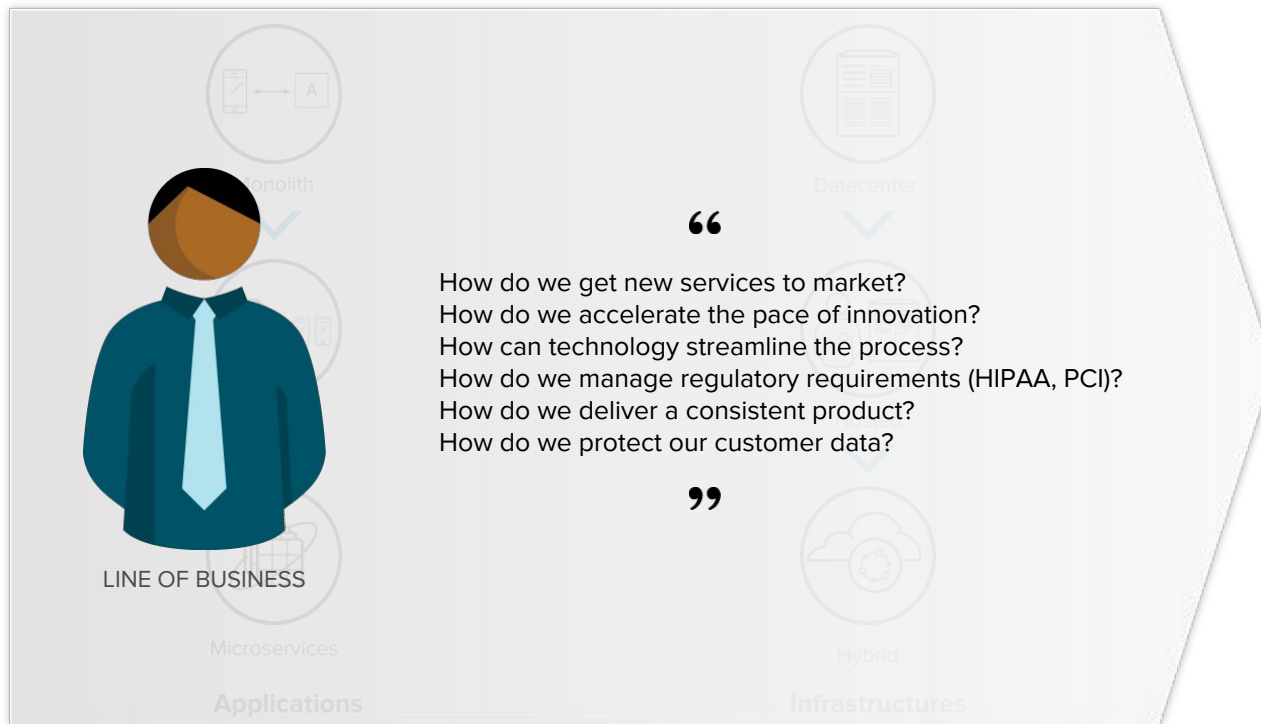 Monolith
Datacenter
A
“
How do we get new services to market?
How do we accelerate the pace of innovation?
How can technology streamline the process?
How do we manage regulatory requirements (HIPAA, PCI)?
How do we deliver a consistent product?
Hosted
How do we protect our customer data?
”
LINE OF BUSINESS
Microservices
Hybrid
Applications
Infrastructures